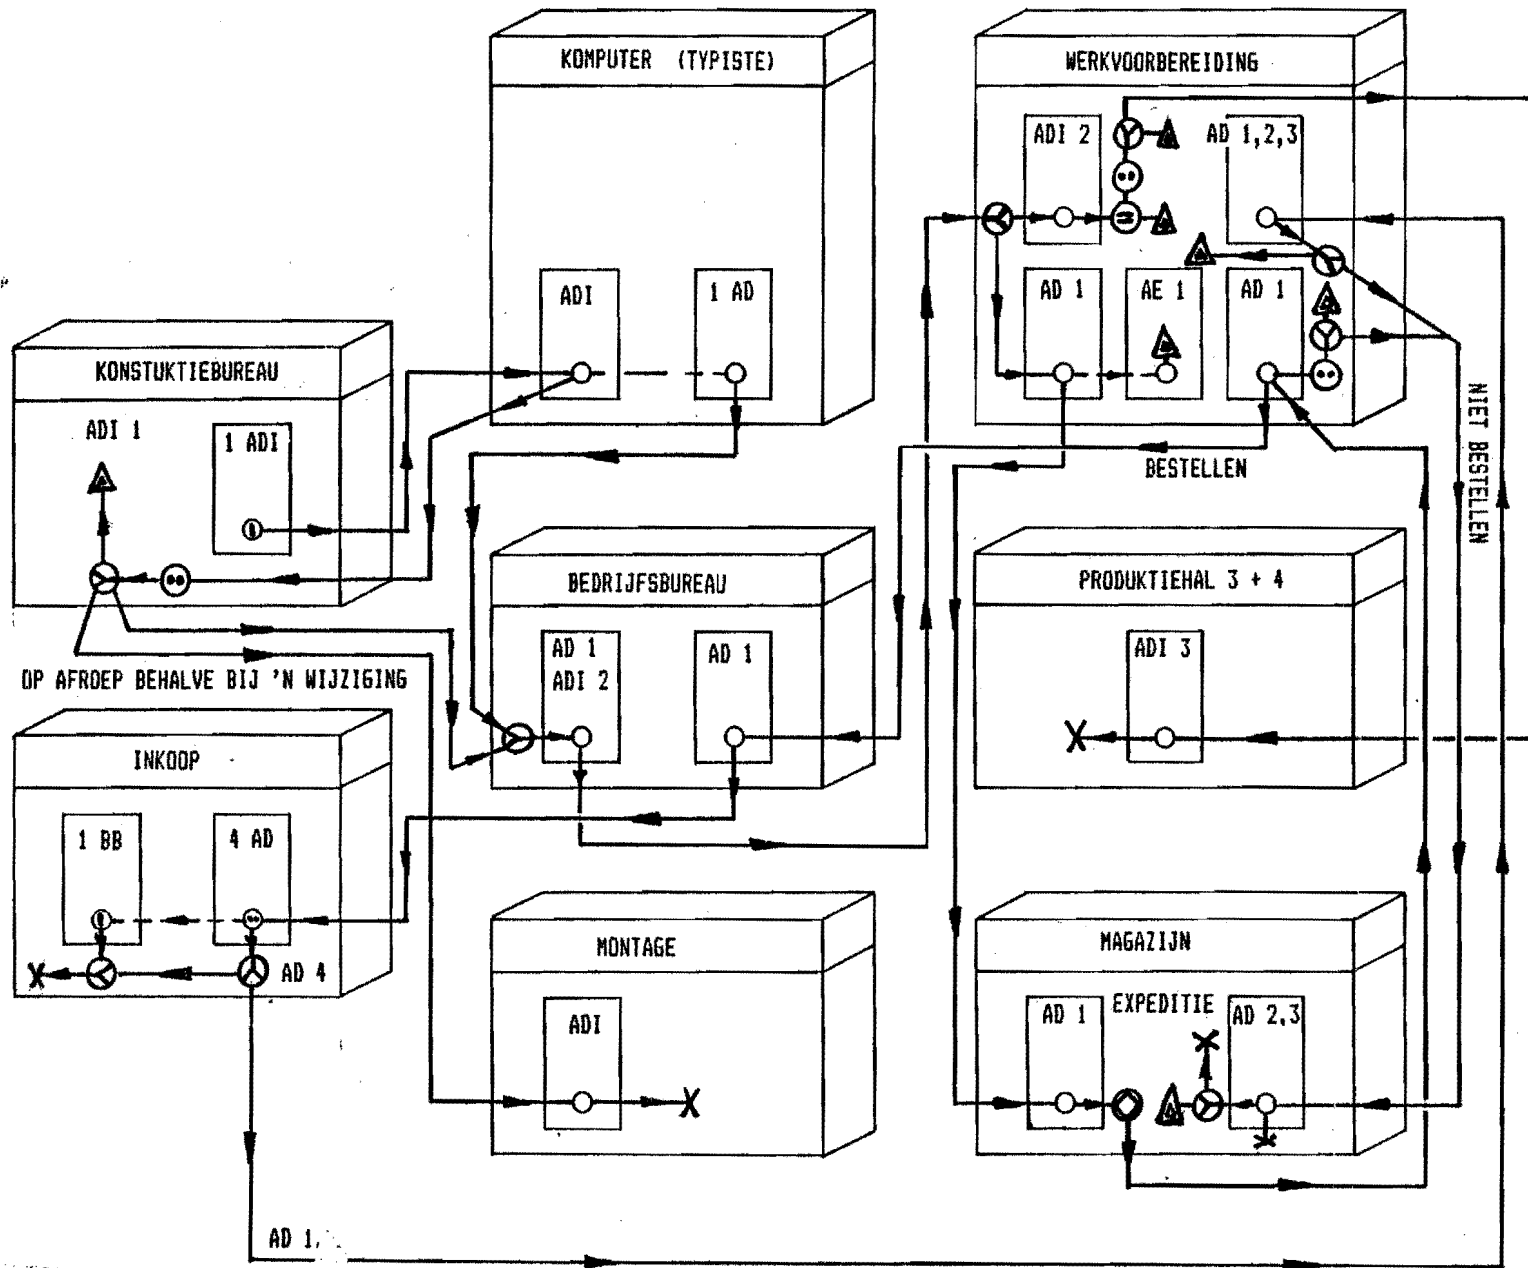 KOMPUTER (TYPISTE)
ADI
1 AD
WERKVOORBEREIDING
ADI 2
AD 1,2,3
AD 1
AE 1
AD 1
KONSTUKTIEBUREAU
ADI 1
1 ADI
BESTELLEN
NIET BESTELLEN
BEDRIJFSBUREAU
AD 1
ADI 2
AD 1
PRODUKTIEHAL 3 + 4
ADI 3
OP AFROEP BEHALVE BIJ 'N WIJZIGING
INKOOP
1 BB
4 AD
AD 4
MONTAGE
ADI
MAGAZIJN
AD 1
EXPEDITIE
AD 2,3
AD 1,